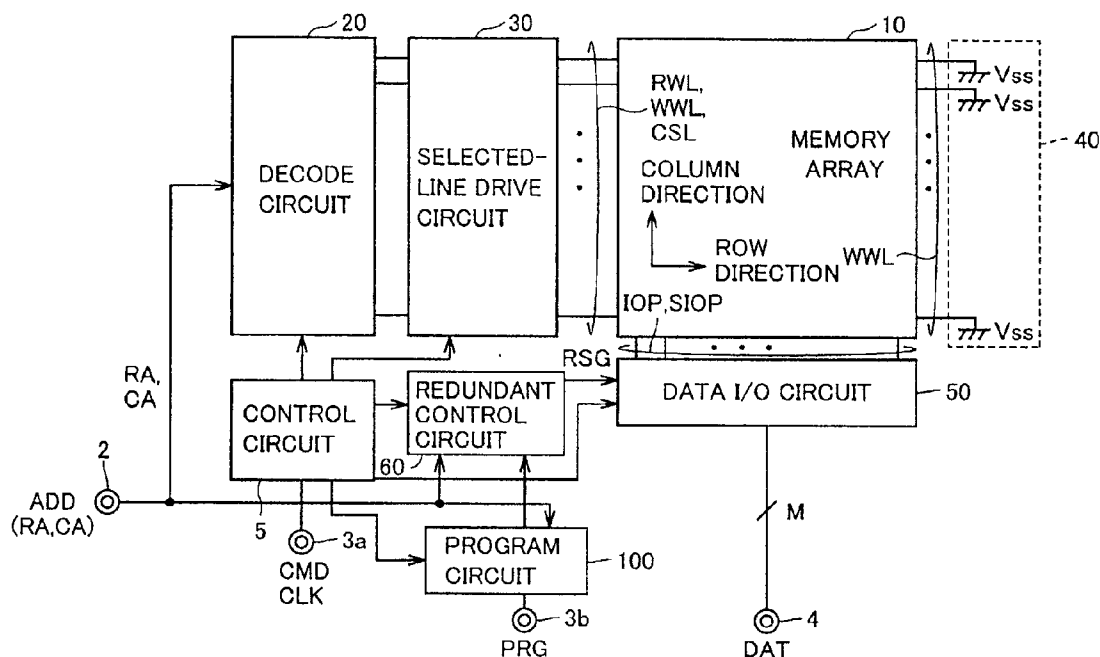 20
30
10
DECODE
CIRCUIT
SELECTED-
LINE DRIVE
CIRCUIT
RWL,
WWL,
CSL
MEMORY
ARRAY
COLUMN
DIRECTION
ROW
DIRECTION
WWL
Vss
Vss
Vss
40
IOP,SIOP
RA,
CA
CONTROL
CIRCUIT
5
REDUNDANT
CONTROL
CIRCUIT
60
RSG
DATA I/O CIRCUIT
50
2
ADD
(RA,CA)
3a
CMD
CLK
PROGRAM
CIRCUIT
100
3b
PRG
M
4
DAT